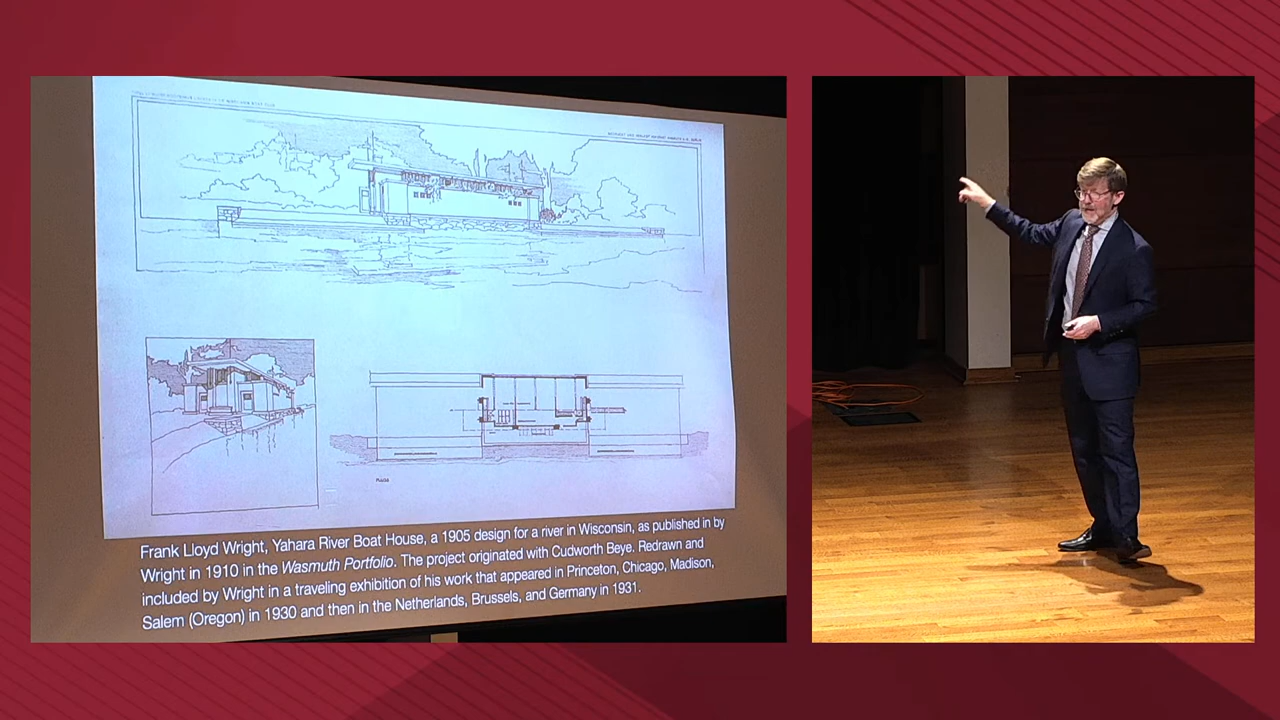 Frank Lloyd Wright, Yahara River Boat House, a 1905 design for a river in Wisconsin, as published in by
Wright in 1910 in the Wasmuth Portfolio. The project originated with Cudworth Beye. Redrawn and
included by Wright in a traveling exhibition of his work that appeared in Princeton, Chicago, Madison,
Salem (Oregon) in 1930 and then in the Netherlands, Brussels, and Germany in 1931.